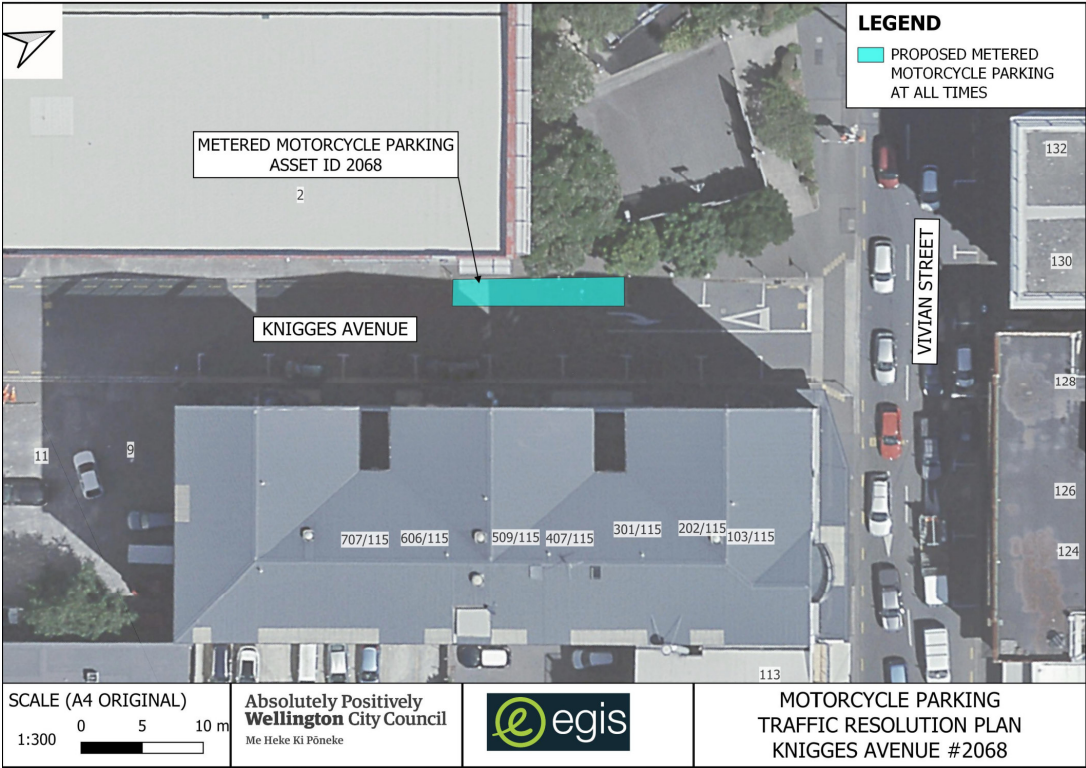 LEGEND
PROPOSED METERED
MOTORCYCLE PARKING
AT ALL TIMES
METERED MOTORCYCLE PARKING
ASSET ID 2068
2
132
130
VIVIAN STREET
KNIGGES AVENUE
128
11
9
126
707/115
606/115
509/115
407/115
301/115
202/115
103/115
124
113
SCALE (A4 ORIGINAL)
0 5 10 m
1:300
Absolutely Positively
Wellington City Council
Me Heke Ki Pōneke
e egis
MOTORCYCLE PARKING
TRAFFIC RESOLUTION PLAN
KNIGGES AVENUE #2068